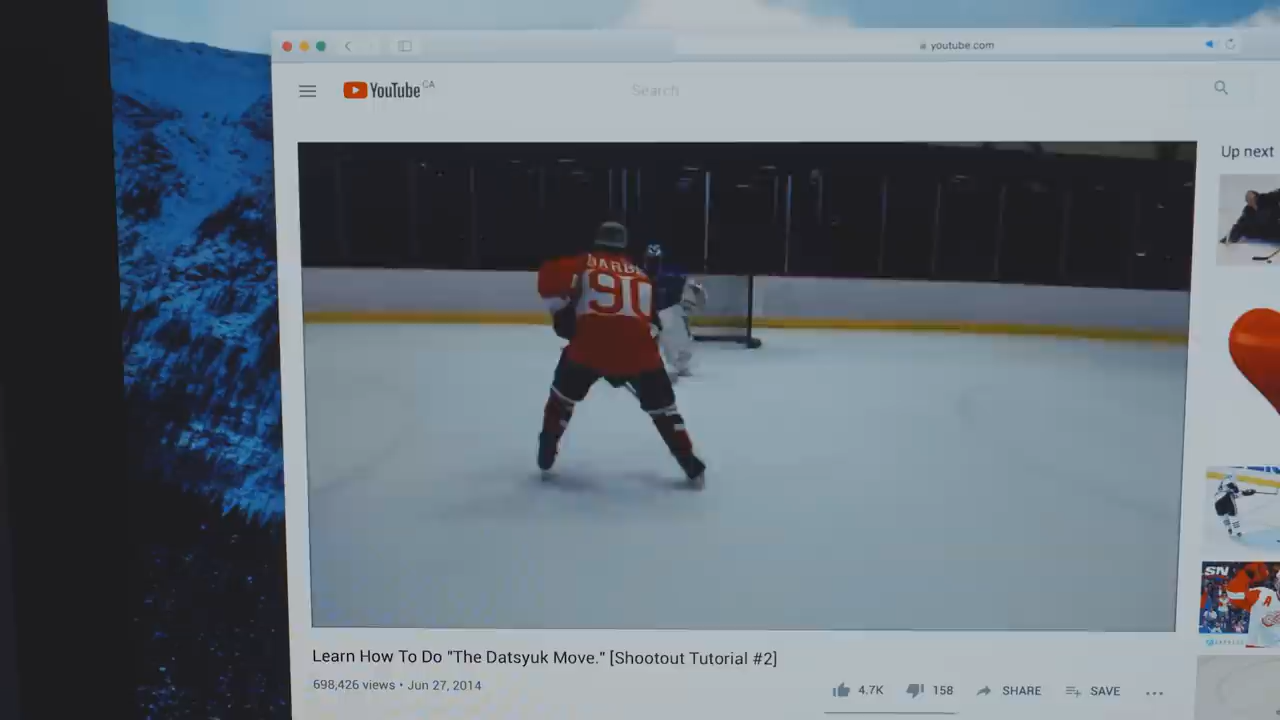 youtube.com
YouTube CA
Search
Up next
90
SN
A
Learn How To Do "The Datsyuk Move." [Shootout Tutorial #2]
698,426 views • Jun 27, 2014
4.7K
158
SHARE
SAVE